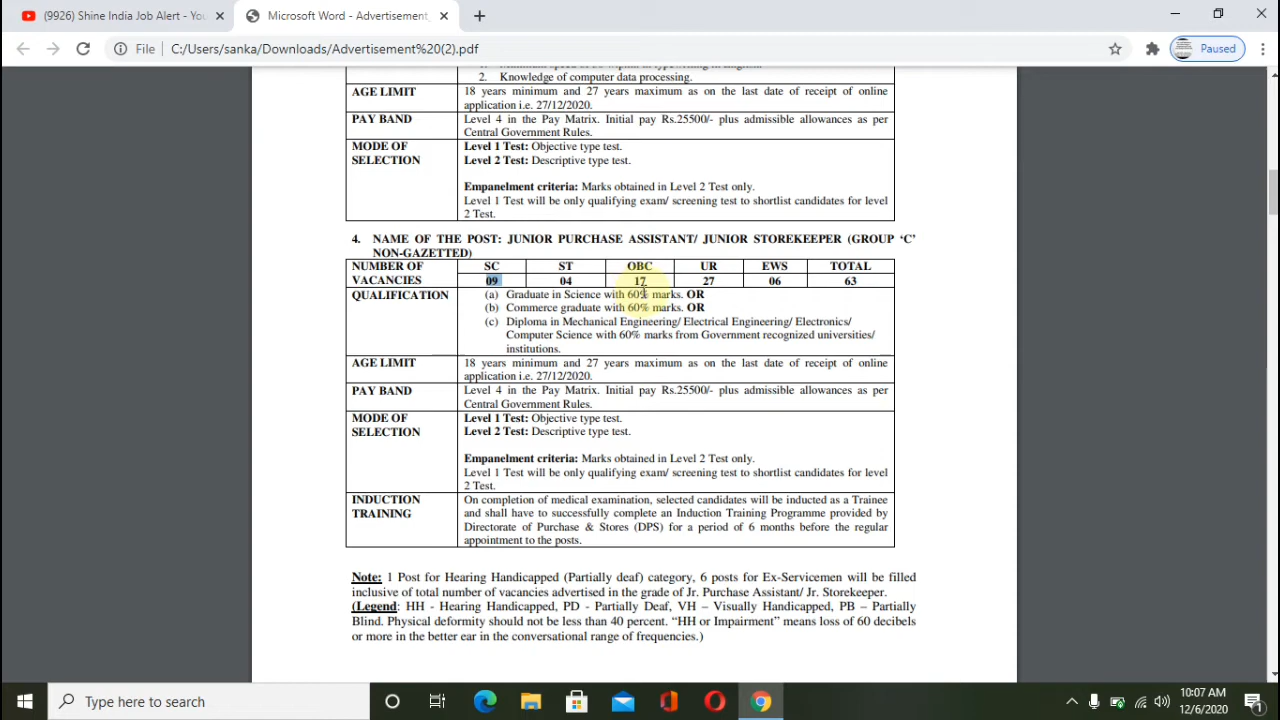 (9926) Shine India Job Alert - You
Microsoft Word - Advertisement_
File
C:/Users/sanka/Downloads/Advertisement%20(2).pdf
Paused
2. Knowledge of computer data processing.
AGE LIMIT
18 years minimum and 27 years maximum as on the last date of receipt of online
application i.e. 27/12/2020.
PAY BAND
Level 4 in the Pay Matrix. Initial pay Rs.25500/- plus admissible allowances as per
Central Government Rules.
MODE OF
SELECTION
Level 1 Test: Objective type test.
Level 2 Test: Descriptive type test.
Empanelment criteria: Marks obtained in Level 2 Test only.
Level 1 Test will be only qualifying exam/ screening test to shortlist candidates for level
2 Test.
4. NAME OF THE POST: JUNIOR PURCHASE ASSISTANT/ JUNIOR STOREKEEPER (GROUP ‘C’
NON-GAZETTED)
NUMBER OF
VACANCIES
SC ST OBC UR EWS TOTAL
09 04 17 27 06 63
QUALIFICATION
(a) Graduate in Science with 60% marks. OR
(b) Commerce graduate with 60% marks. OR
(c) Diploma in Mechanical Engineering/ Electrical Engineering/ Electronics/
Computer Science with 60% marks from Government recognized universities/
institutions.
AGE LIMIT
18 years minimum and 27 years maximum as on the last date of receipt of online
application i.e. 27/12/2020.
PAY BAND
Level 4 in the Pay Matrix. Initial pay Rs.25500/- plus admissible allowances as per
Central Government Rules.
MODE OF
SELECTION
Level 1 Test: Objective type test.
Level 2 Test: Descriptive type test.
Empanelment criteria: Marks obtained in Level 2 Test only.
Level 1 Test will be only qualifying exam/ screening test to shortlist candidates for level
2 Test.
INDUCTION
TRAINING
On completion of medical examination, selected candidates will be inducted as a Trainee
and shall have to successfully complete an Induction Training Programme provided by
Directorate of Purchase & Stores (DPS) for a period of 6 months before the regular
appointment to the posts.
Note: 1 Post for Hearing Handicapped (Partially deaf) category, 6 posts for Ex-Servicemen will be filled
inclusive of total number of vacancies advertised in the grade of Jr. Purchase Assistant/ Jr. Storekeeper.
(Legend: HH - Hearing Handicapped, PD - Partially Deaf, VH – Visually Handicapped, PB – Partially
Blind. Physical deformity should not be less than 40 percent. “HH or Impairment” means loss of 60 decibels
or more in the better ear in the conversational range of frequencies.)
Type here to search
10:07 AM
12/6/2020
1